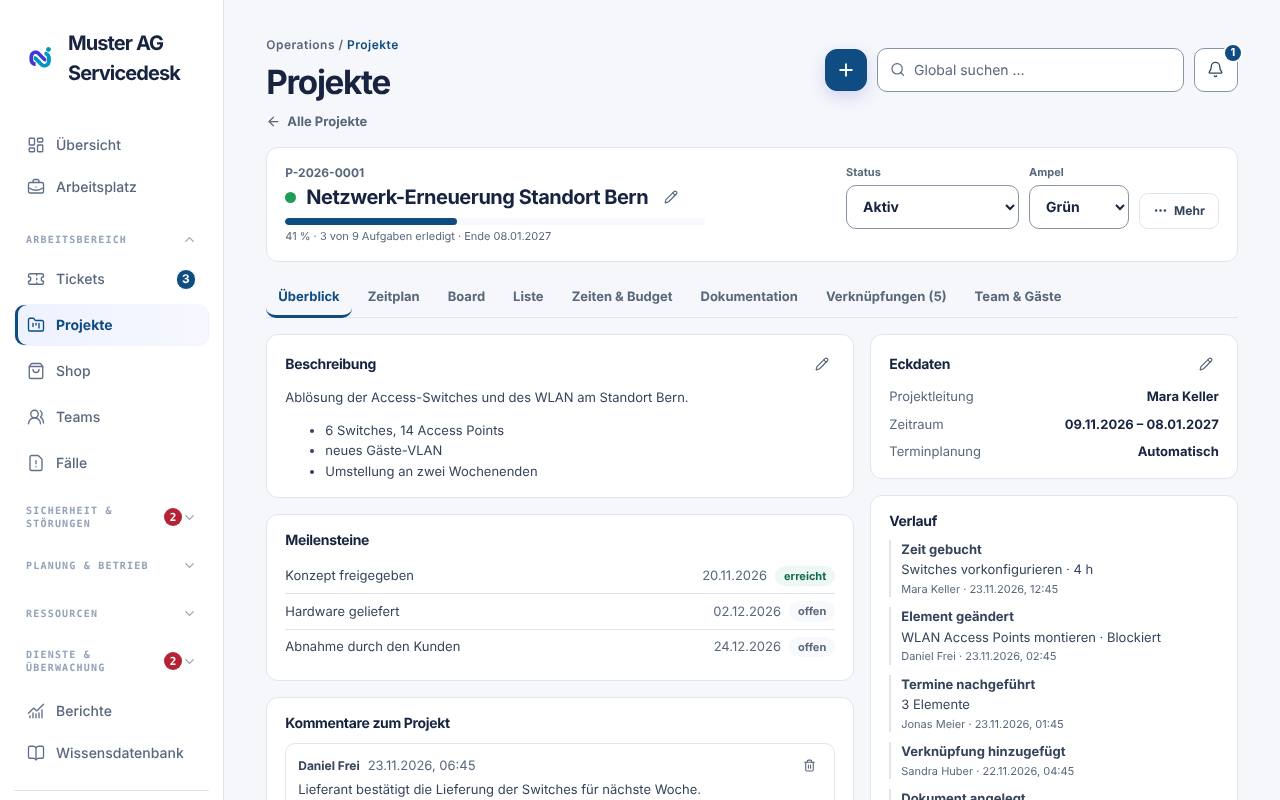 Muster AG
Servicedesk
Übersicht
Arbeitsplatz
ARBEITSBEREICH
Tickets 3
Projekte
Shop
Teams
Fälle
SICHERHEIT &
STÖRUNGEN
2
PLANUNG & BETRIEB
RESSOURCEN
DIENSTE &
ÜBERWACHUNG
2
Berichte
Wissensdatenbank
Operations / Projekte
Projekte
Alle Projekte
+
Global suchen ...
1
P-2026-0001
Netzwerk-Erneuerung Standort Bern
41 % · 3 von 9 Aufgaben erledigt · Ende 08.01.2027
Status
Aktiv
Ampel
Grün
··· Mehr
Überblick Zeitplan Board Liste Zeiten & Budget Dokumentation Verknüpfungen (5) Team & Gäste
Beschreibung
Ablösung der Access-Switches und des WLAN am Standort Bern.
• 6 Switches, 14 Access Points
• neues Gäste-VLAN
• Umstellung an zwei Wochenenden
Meilensteine
Konzept freigegeben 20.11.2026 erreicht
Hardware geliefert 02.12.2026 offen
Abnahme durch den Kunden 24.12.2026 offen
Kommentare zum Projekt
Daniel Frei 23.11.2026, 06:45
Lieferant bestätigt die Lieferung der Switches für nächste Woche.
Eckdaten
Projektleitung Mara Keller
Zeitraum 09.11.2026 – 08.01.2027
Terminplanung Automatisch
Verlauf
Zeit gebucht
Switches vorkonfigurieren · 4 h
Mara Keller · 23.11.2026, 12:45
Element geändert
WLAN Access Points montieren · Blockiert
Daniel Frei · 23.11.2026, 02:45
Termine nachgeführt
3 Elemente
Jonas Meier · 23.11.2026, 01:45
Verknüpfung hinzugefügt
Sandra Huber · 22.11.2026, 04:45
Dokument angelegt